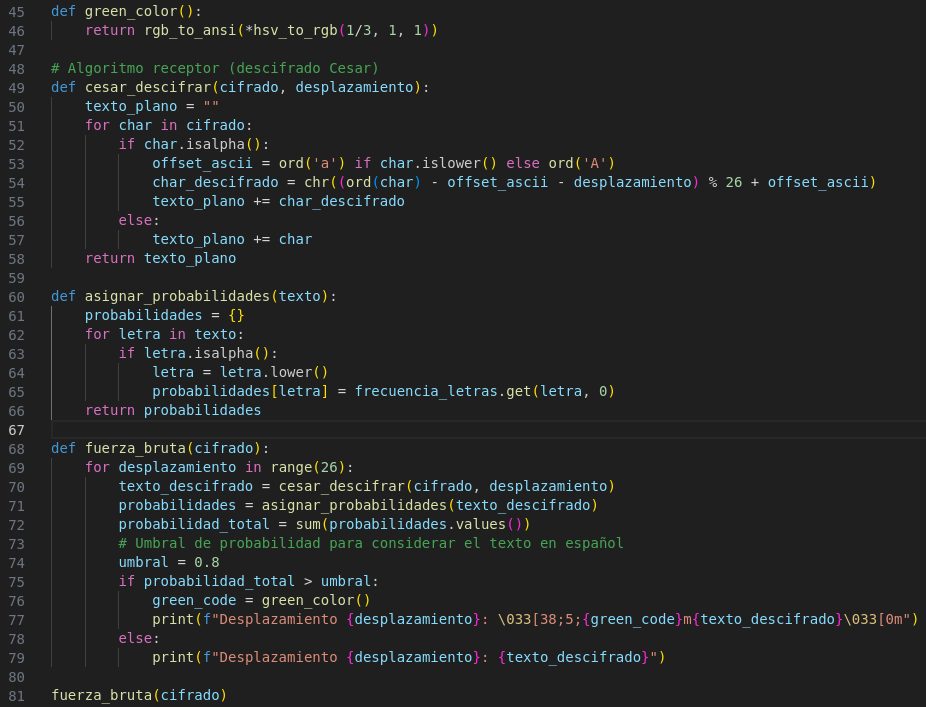 45 def green_color():
46     return rgb_to_ansi(*hsv_to_rgb(1/3, 1, 1))
47
48 # Algoritmo receptor (descifrado Cesar)
49 def cesar_descifrar(cifrado, desplazamiento):
50     texto_plano = ""
51     for char in cifrado:
52         if char.isalpha():
53             offset_ascii = ord('a') if char.islower() else ord('A')
54             char_descifrado = chr((ord(char) - offset_ascii - desplazamiento) % 26 + offset_ascii)
55             texto_plano += char_descifrado
56         else:
57             texto_plano += char
58     return texto_plano
59
60 def asignar_probabilidades(texto):
61     probabilidades = {}
62     for letra in texto:
63         if letra.isalpha():
64             letra = letra.lower()
65             probabilidades[letra] = frecuencia_letras.get(letra, 0)
66     return probabilidades
67
68 def fuerza_bruta(cifrado):
69     for desplazamiento in range(26):
70         texto_descifrado = cesar_descifrar(cifrado, desplazamiento)
71         probabilidades = asignar_probabilidades(texto_descifrado)
72         probabilidad_total = sum(probabilidades.values())
73         # Umbral de probabilidad para considerar el texto en español
74         umbral = 0.8
75         if probabilidad_total > umbral:
76             green_code = green_color()
77             print(f"Desplazamiento {desplazamiento}: \033[38;5;{green_code}m{texto_descifrado}\033[0m")
78         else:
79             print(f"Desplazamiento {desplazamiento}: {texto_descifrado}")
80
81 fuerza_bruta(cifrado)